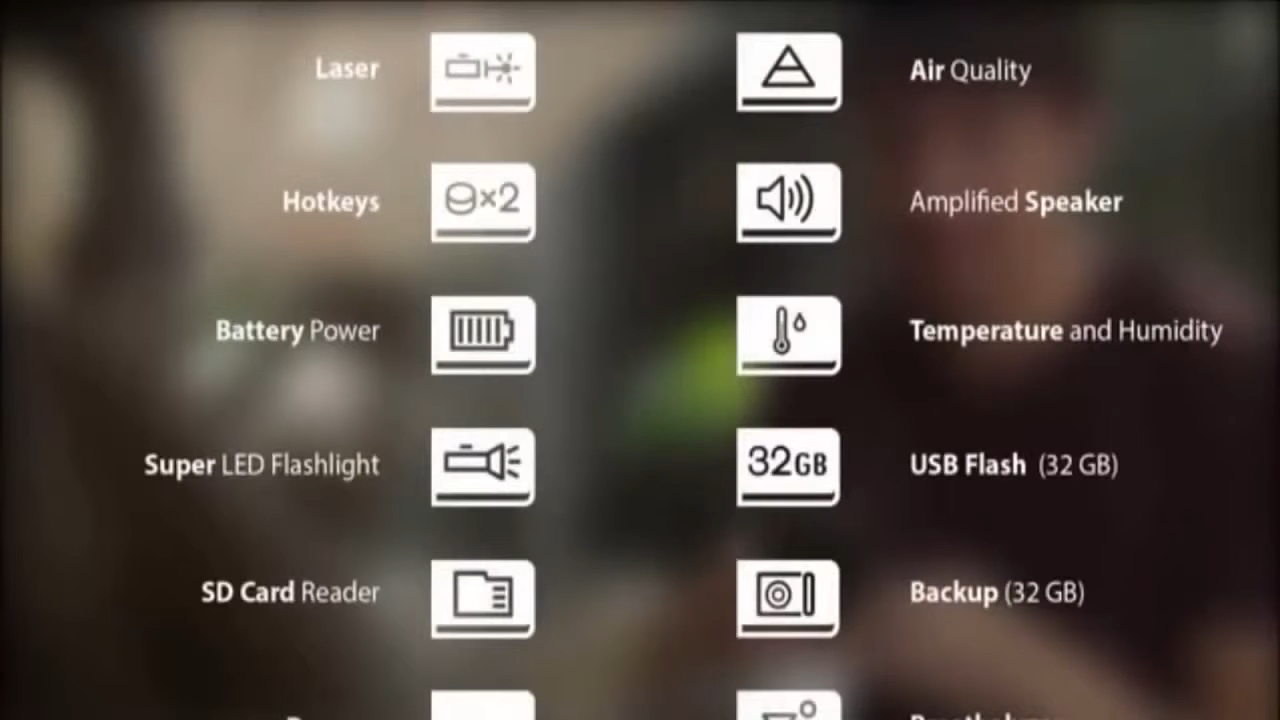 Laser
Air Quality
Hotkeys
×2
Amplified Speaker
Battery Power
Temperature and Humidity
Super LED Flashlight
32GB
USB Flash (32 GB)
SD Card Reader
Backup (32 GB)